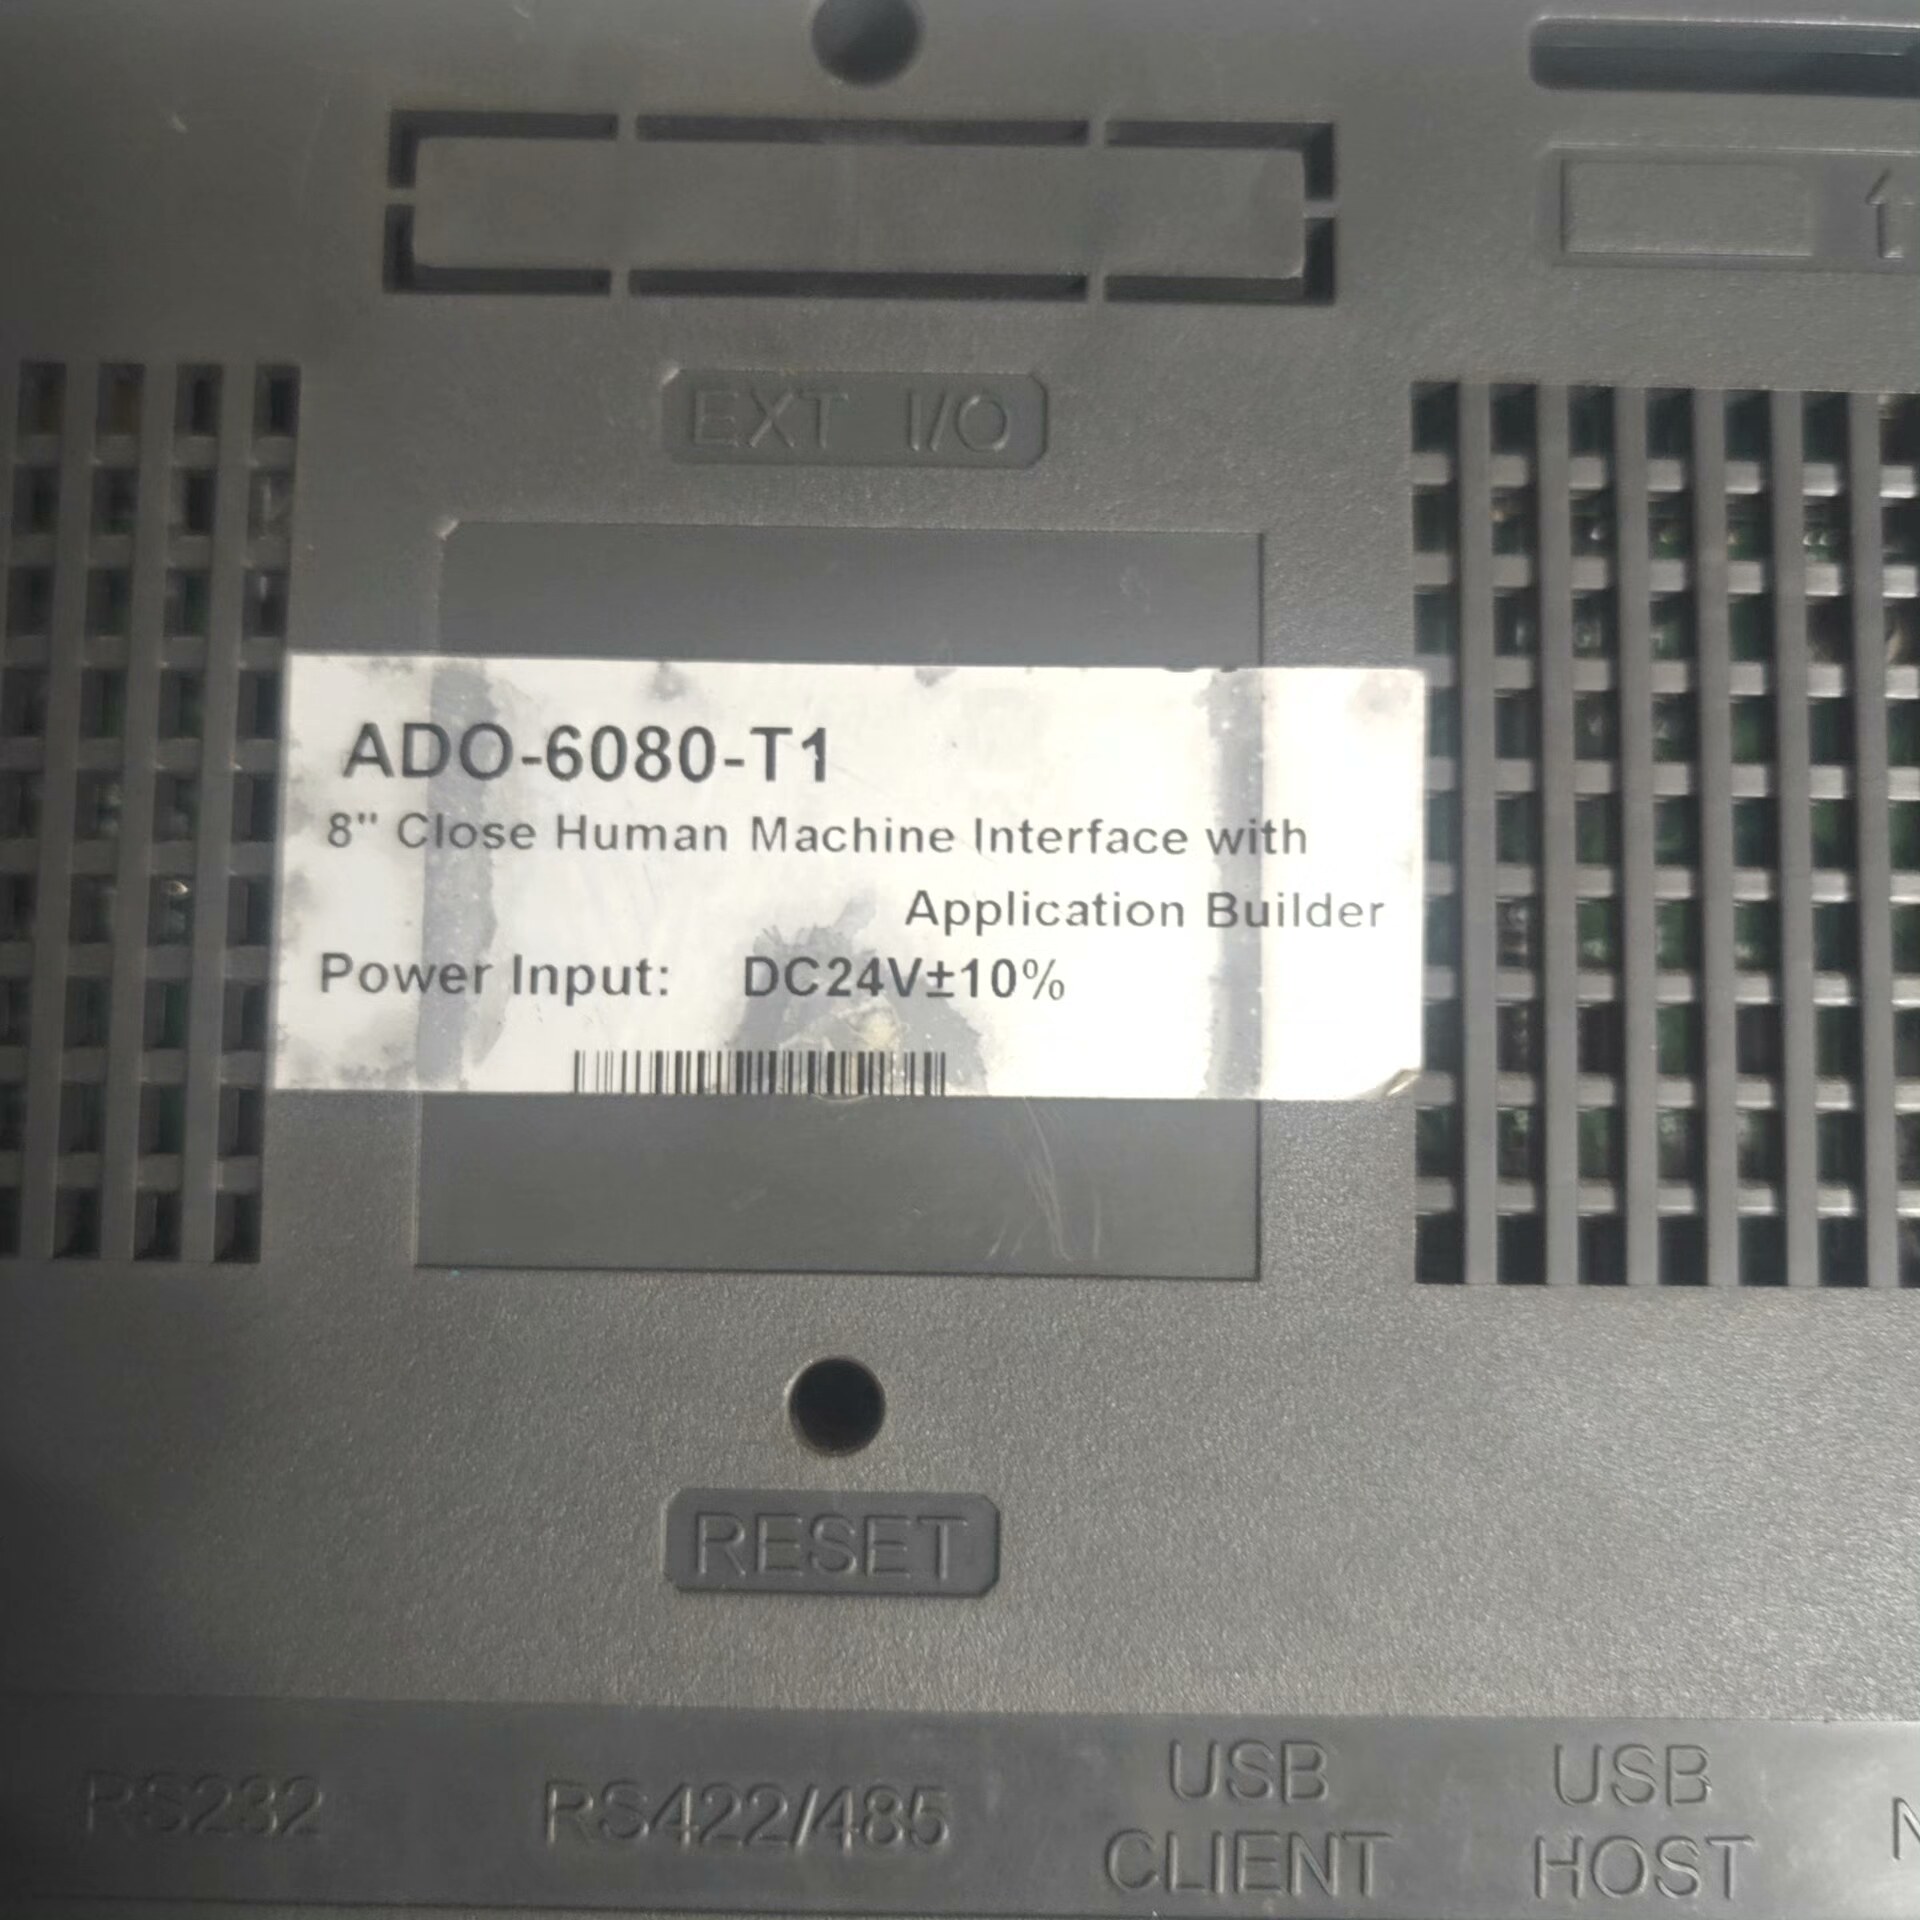 EXT I/O
ADO-6080-T1
8" Close Human Machine Interface with
Application Builder
Power Input: DC24V±10%
RESET
RS232
RS422/485
USB CLIENT
USB HOST